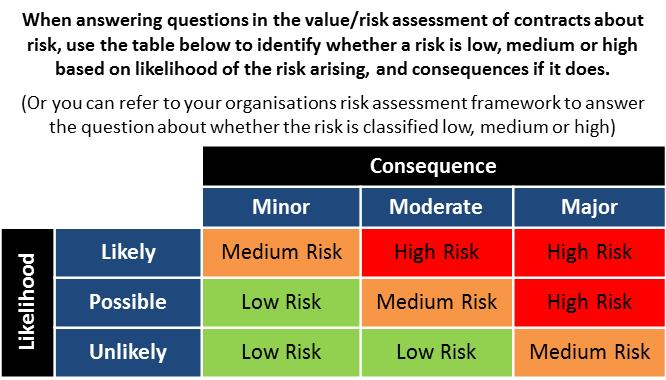 When answering questions in the value/risk assessment of contracts about
risk, use the table below to identify whether a risk is low, medium or high
based on likelihood of the risk arising, and consequences if it does.
(Or you can refer to your organisations risk assessment framework to answer
the question about whether the risk is classified low, medium or high)
Consequence
Minor Moderate Major
Likelihood
Likely Medium Risk High Risk High Risk
Possible Low Risk Medium Risk High Risk
Unlikely Low Risk Low Risk Medium Risk